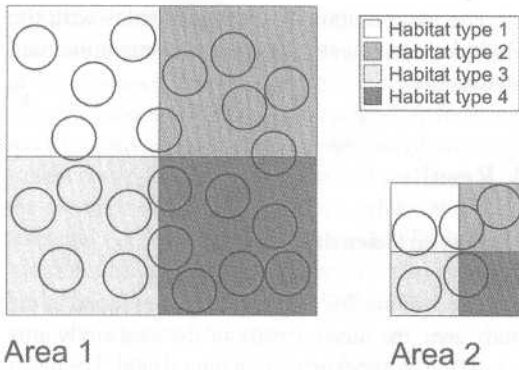 Habitat type 1
Habitat type 2
Habitat type 3
Habitat type 4
Area 1
Area 2